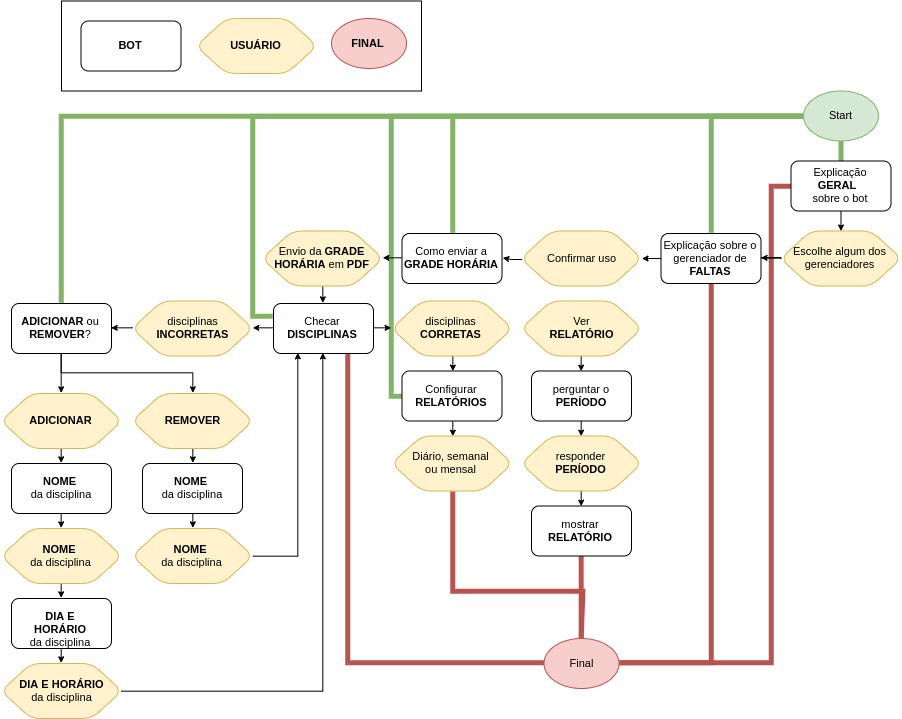 BOT
USUÁRIO
FINAL
Start
Explicação
GERAL
sobre o bot
Envio da GRADE
HORÁRIA em PDF
Como enviar a
GRADE HORÁRIA
Confirmar uso
Explicação sobre o
gerenciador de
FALTAS
Escolhe algum dos
gerenciadores
ADICIONAR ou
REMOVER?
disciplinas
INCORRETAS
Checar
DISCIPLINAS
disciplinas
CORRETAS
Ver
RELATÓRIO
Configurar
RELATÓRIOS
perguntar o
PERÍODO
ADICIONAR
REMOVER
Diário, semanal
ou mensal
responder
PERÍODO
NOME
da disciplina
NOME
da disciplina
mostrar
RELATÓRIO
NOME
da disciplina
NOME
da disciplina
DIA E
HORÁRIO
da disciplina
Final
DIA E HORÁRIO
da disciplina